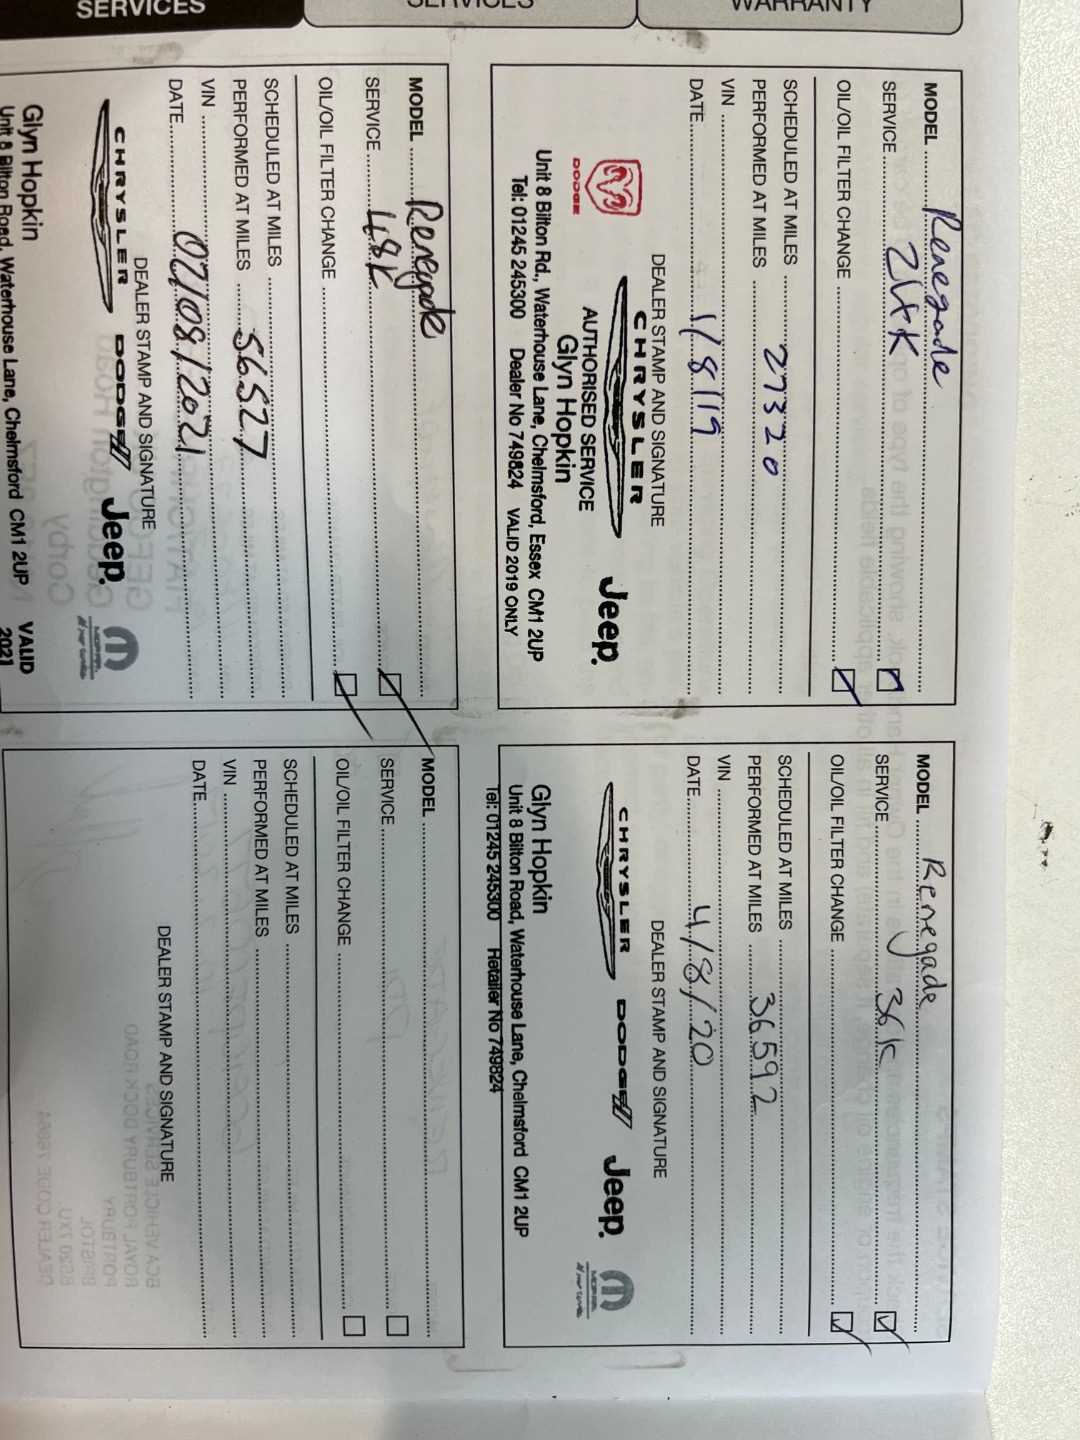 SERVICES
SERVICES
WARRANTY
MODEL Renegade
SERVICE 24K
OIL/OIL FILTER CHANGE
SCHEDULED AT MILES
PERFORMED AT MILES 27320
VIN
DATE 1/8/19
DEALER STAMP AND SIGNATURE
DODGE
CHRYSLER
Jeep.
AUTHORISED SERVICE
Glyn Hopkin
Unit 8 Bilton Rd., Waterhouse Lane, Chelmsford, Essex CM1 2UP
Tel: 01245 245300 Dealer No 749824 VALID 2019 ONLY
MODEL Renegade
SERVICE 36K
OIL/OIL FILTER CHANGE
SCHEDULED AT MILES
PERFORMED AT MILES 36592
VIN
DATE 4/8/20
DEALER STAMP AND SIGNATURE
CHRYSLER DODGE Jeep. MOPAR
Glyn Hopkin
Unit 8 Bilton Road, Waterhouse Lane, Chelmsford CM1 2UP
Tel: 01245 245300 Retailer No 749824
MODEL Renegade
SERVICE 48K
OIL/OIL FILTER CHANGE
SCHEDULED AT MILES
PERFORMED AT MILES 56527
VIN
DATE 02/08/2021
DEALER STAMP AND SIGNATURE
CHRYSLER DODGE Jeep. MOPAR
Glyn Hopkin
Unit 8 Bilton Road, Waterhouse Lane, Chelmsford CM1 2UP
VALID
2021
MODEL
SERVICE
OIL/OIL FILTER CHANGE
SCHEDULED AT MILES
PERFORMED AT MILES
VIN
DATE
DEALER STAMP AND SIGNATURE